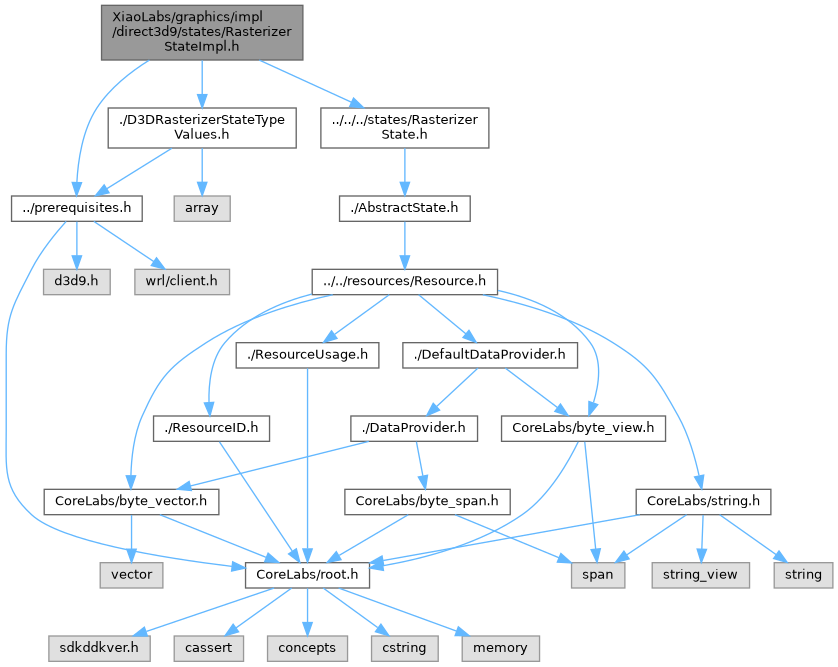 XiaoLabs/graphics/impl
/direct3d9/states/Rasterizer
StateImpl.h
./D3DRasterizerStateType
Values.h
../../../states/Rasterizer
State.h
../prerequisites.h
array
./AbstractState.h
d3d9.h
wrl/client.h
../../resources/Resource.h
./ResourceUsage.h
./DefaultDataProvider.h
./ResourceID.h
./DataProvider.h
CoreLabs/byte_view.h
CoreLabs/byte_vector.h
CoreLabs/byte_span.h
CoreLabs/string.h
vector
CoreLabs/root.h
span
string_view
string
sdkddkver.h
cassert
concepts
cstring
memory